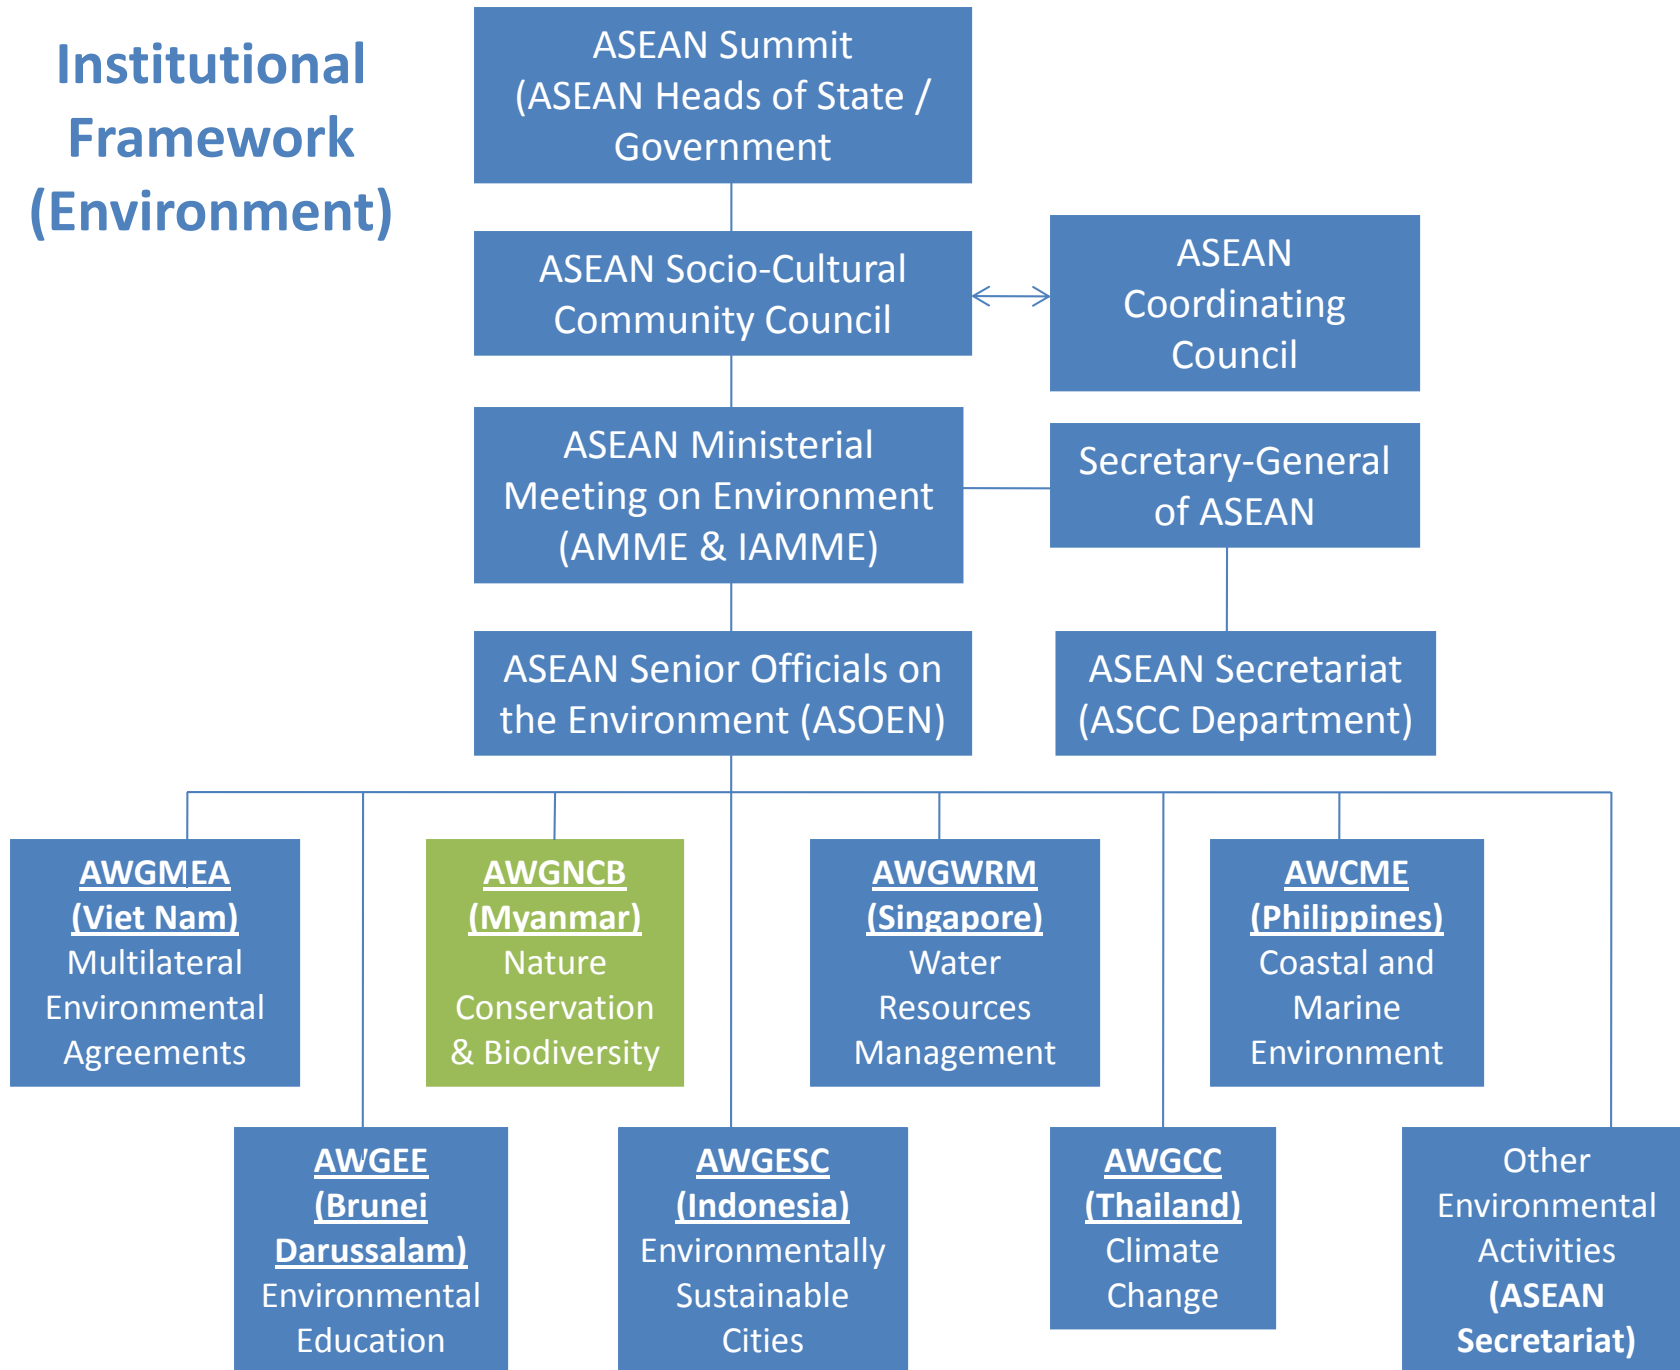 Institutional
Framework
(Environment)
ASEAN Summit
(ASEAN Heads of State /
Government
ASEAN Socio-Cultural
Community Council
ASEAN
Coordinating
Council
ASEAN Ministerial
Meeting on Environment
(AMME & IAMME)
Secretary-General
of ASEAN
ASEAN Senior Officials on
the Environment (ASOEN)
ASEAN Secretariat
(ASCC Department)
AWGMEA
(Viet Nam)
Multilateral
Environmental
Agreements
AWGNCB
(Myanmar)
Nature
Conservation
& Biodiversity
AWGWRM
(Singapore)
Water
Resources
Management
AWCME
(Philippines)
Coastal and
Marine
Environment
AWGEE
(Brunei
Darussalam)
Environmental
Education
AWGESC
(Indonesia)
Environmentally
Sustainable
Cities
AWGCC
(Thailand)
Climate
Change
Other
Environmental
Activities
(ASEAN
Secretariat)